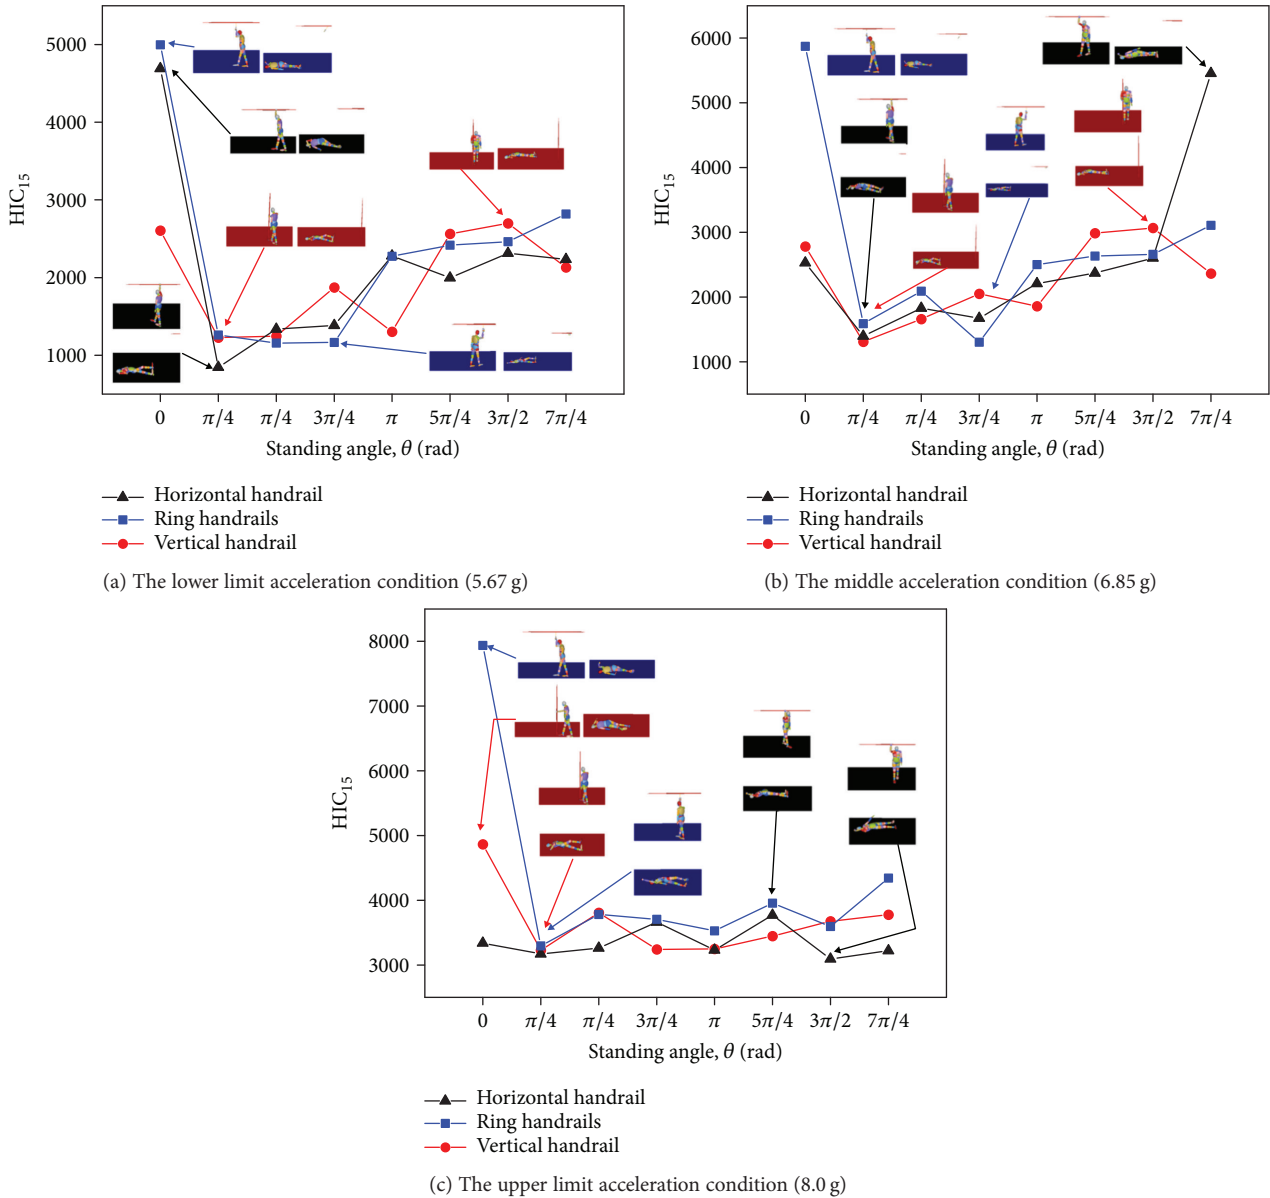 5000
4000
3000
2000
1000
HIC15
0 π/4 π/4 3π/4 π 5π/4 3π/2 7π/4
Standing angle, θ (rad)
Horizontal handrail
Ring handrails
Vertical handrail
(a) The lower limit acceleration condition (5.67 g)
6000
5000
4000
3000
2000
1000
HIC15
0 π/4 π/4 3π/4 π 5π/4 3π/2 7π/4
Standing angle, θ (rad)
Horizontal handrail
Ring handrails
Vertical handrail
(b) The middle acceleration condition (6.85 g)
8000
7000
6000
5000
4000
3000
HIC15
0 π/4 π/4 3π/4 π 5π/4 3π/2 7π/4
Standing angle, θ (rad)
Horizontal handrail
Ring handrails
Vertical handrail
(c) The upper limit acceleration condition (8.0 g)